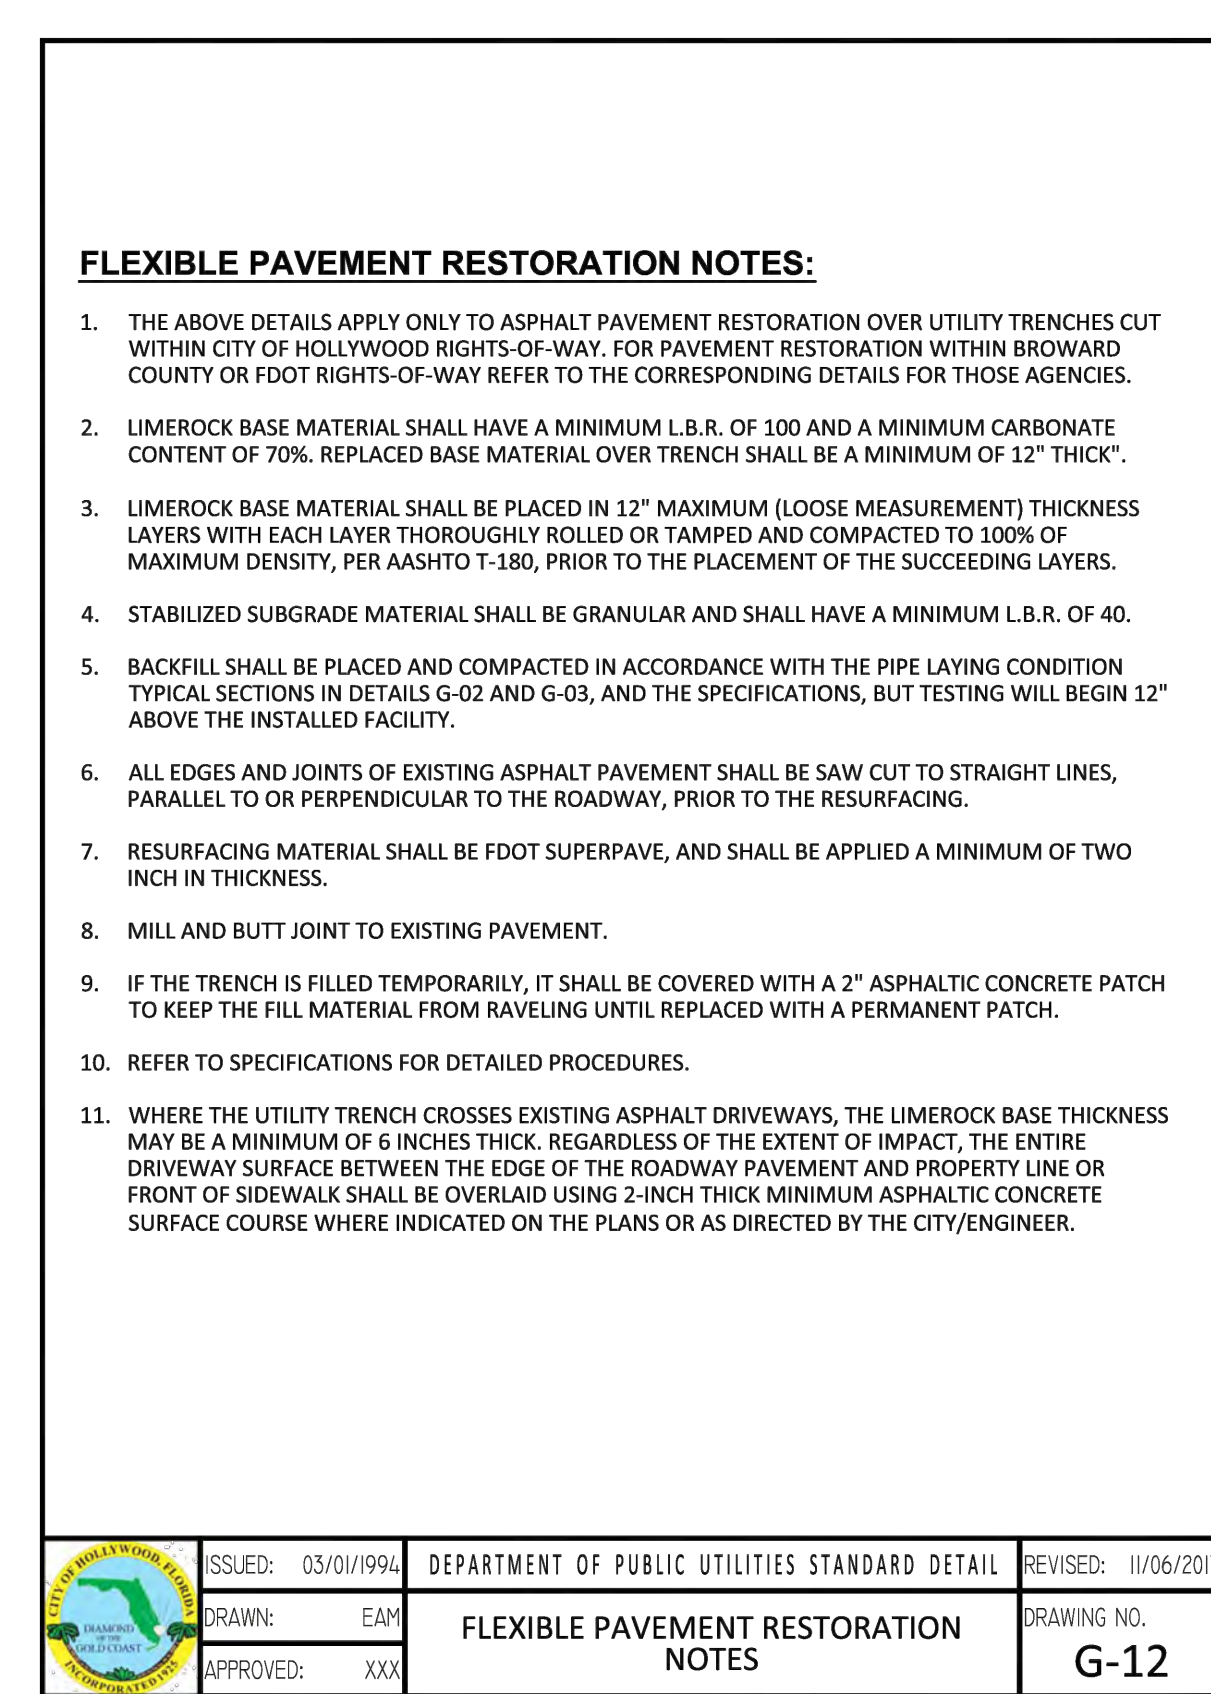 FLEXIBLE PAVEMENT RESTORATION NOTES:
1. THE ABOVE DETAILS APPLY ONLY TO ASPHALT PAVEMENT RESTORATION OVER UTILITY TRENCHES CUT
WITHIN CITY OF HOLLYWOOD RIGHTS-OF-WAY. FOR PAVEMENT RESTORATION WITHIN BROWARD
COUNTY OR FDOT RIGHTS-OF-WAY REFER TO THE CORRESPONDING DETAILS FOR THOSE AGENCIES.
2. LIMEROCK BASE MATERIAL SHALL HAVE A MINIMUM L.B.R. OF 100 AND A MINIMUM CARBONATE
CONTENT OF 70%. REPLACED BASE MATERIAL OVER TRENCH SHALL BE A MINIMUM OF 12" THICK".
3. LIMEROCK BASE MATERIAL SHALL BE PLACED IN 12" MAXIMUM (LOOSE MEASUREMENT) THICKNESS
LAYERS WITH EACH LAYER THOROUGHLY ROLLED OR TAMPED AND COMPACTED TO 100% OF
MAXIMUM DENSITY, PER AASHTO T-180, PRIOR TO THE PLACEMENT OF THE SUCCEEDING LAYERS.
4. STABILIZED SUBGRADE MATERIAL SHALL BE GRANULAR AND SHALL HAVE A MINIMUM L.B.R. OF 40.
5. BACKFILL SHALL BE PLACED AND COMPACTED IN ACCORDANCE WITH THE PIPE LAYING CONDITION
TYPICAL SECTIONS IN DETAILS G-02 AND G-03, AND THE SPECIFICATIONS, BUT TESTING WILL BEGIN 12"
ABOVE THE INSTALLED FACILITY.
6. ALL EDGES AND JOINTS OF EXISTING ASPHALT PAVEMENT SHALL BE SAW CUT TO STRAIGHT LINES,
PARALLEL TO OR PERPENDICULAR TO THE ROADWAY, PRIOR TO THE RESURFACING.
7. RESURFACING MATERIAL SHALL BE FDOT SUPERPAVE, AND SHALL BE APPLIED A MINIMUM OF TWO
INCH IN THICKNESS.
8. MILL AND BUTT JOINT TO EXISTING PAVEMENT.
9. IF THE TRENCH IS FILLED TEMPORARILY, IT SHALL BE COVERED WITH A 2" ASPHALTIC CONCRETE PATCH
TO KEEP THE FILL MATERIAL FROM RAVELING UNTIL REPLACED WITH A PERMANENT PATCH.
10. REFER TO SPECIFICATIONS FOR DETAILED PROCEDURES.
11. WHERE THE UTILITY TRENCH CROSSES EXISTING ASPHALT DRIVEWAYS, THE LIMEROCK BASE THICKNESS
MAY BE A MINIMUM OF 6 INCHES THICK. REGARDLESS OF THE EXTENT OF IMPACT, THE ENTIRE
DRIVEWAY SURFACE BETWEEN THE EDGE OF THE ROADWAY PAVEMENT AND PROPERTY LINE OR
FRONT OF SIDEWALK SHALL BE OVERLAID USING 2-INCH THICK MINIMUM ASPHALTIC CONCRETE
SURFACE COURSE WHERE INDICATED ON THE PLANS OR AS DIRECTED BY THE CITY/ENGINEER.
CITY OF HOLLYWOOD, FLORIDA
DIAMOND
OF THE
GOLD COAST
INCORPORATED 1925
ISSUED: 03/01/1994
DRAWN: EAM
APPROVED: XXX
DEPARTMENT OF PUBLIC UTILITIES STANDARD DETAIL
FLEXIBLE PAVEMENT RESTORATION
NOTES
REVISED: 11/06/201
DRAWING NO.
G-12